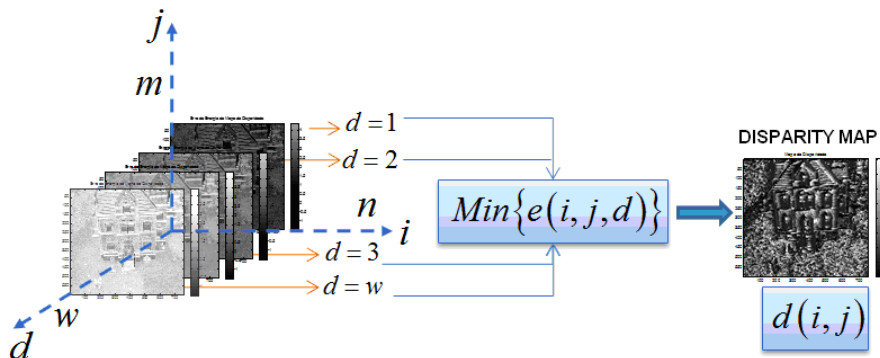 j
m
d = 1
d = 2
n
i
d = 3
d = w
w
d
Min{e(i, j, d)}
DISPARITY MAP
d(i, j)